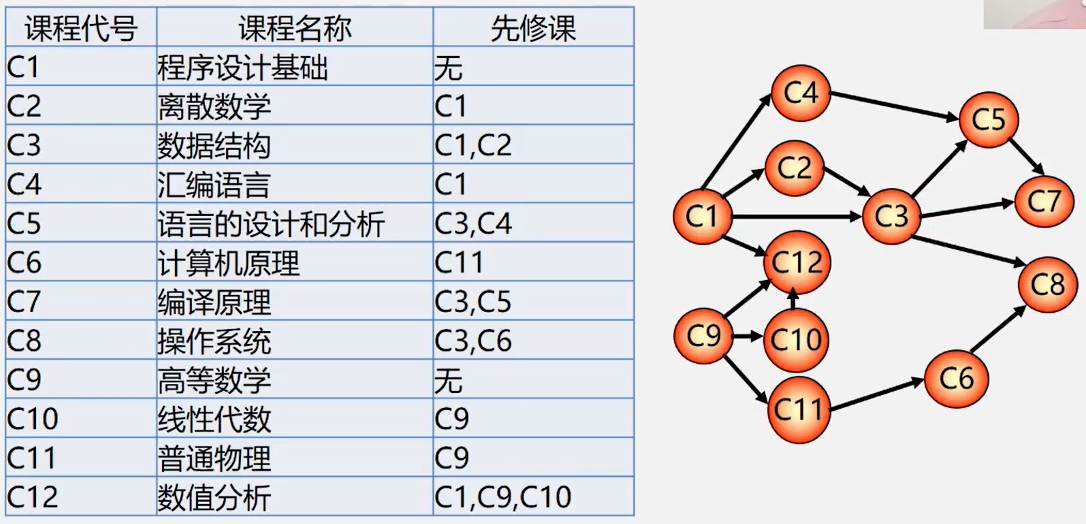 课程代号 课程名称 先修课
C1 程序设计基础 无
C2 离散数学 C1
C3 数据结构 C1,C2
C4 汇编语言 C1
C5 语言的设计和分析 C3,C4
C6 计算机原理 C11
C7 编译原理 C3,C5
C8 操作系统 C3,C6
C9 高等数学 无
C10 线性代数 C9
C11 普通物理 C9
C12 数值分析 C1,C9,C10
C4
C5
C2
C1
C3
C7
C12
C8
C9
C10
C6
C11